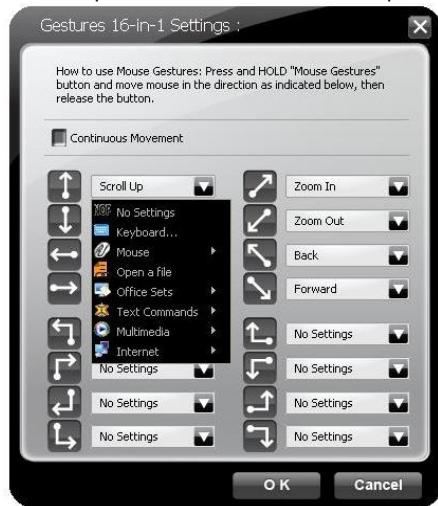 Gestures 16-in-1 Settings :
How to use Mouse Gestures: Press and HOLD "Mouse Gestures"
button and move mouse in the direction as indicated below, then
release the button.
Continuous Movement
Scroll Up
No Settings
Keyboard...
Mouse
Open a file
Office Sets
Text Commands
Multimedia
Internet
No Settings
No Settings
No Settings
Zoom In
Zoom Out
Back
Forward
No Settings
No Settings
No Settings
No Settings
OK
Cancel